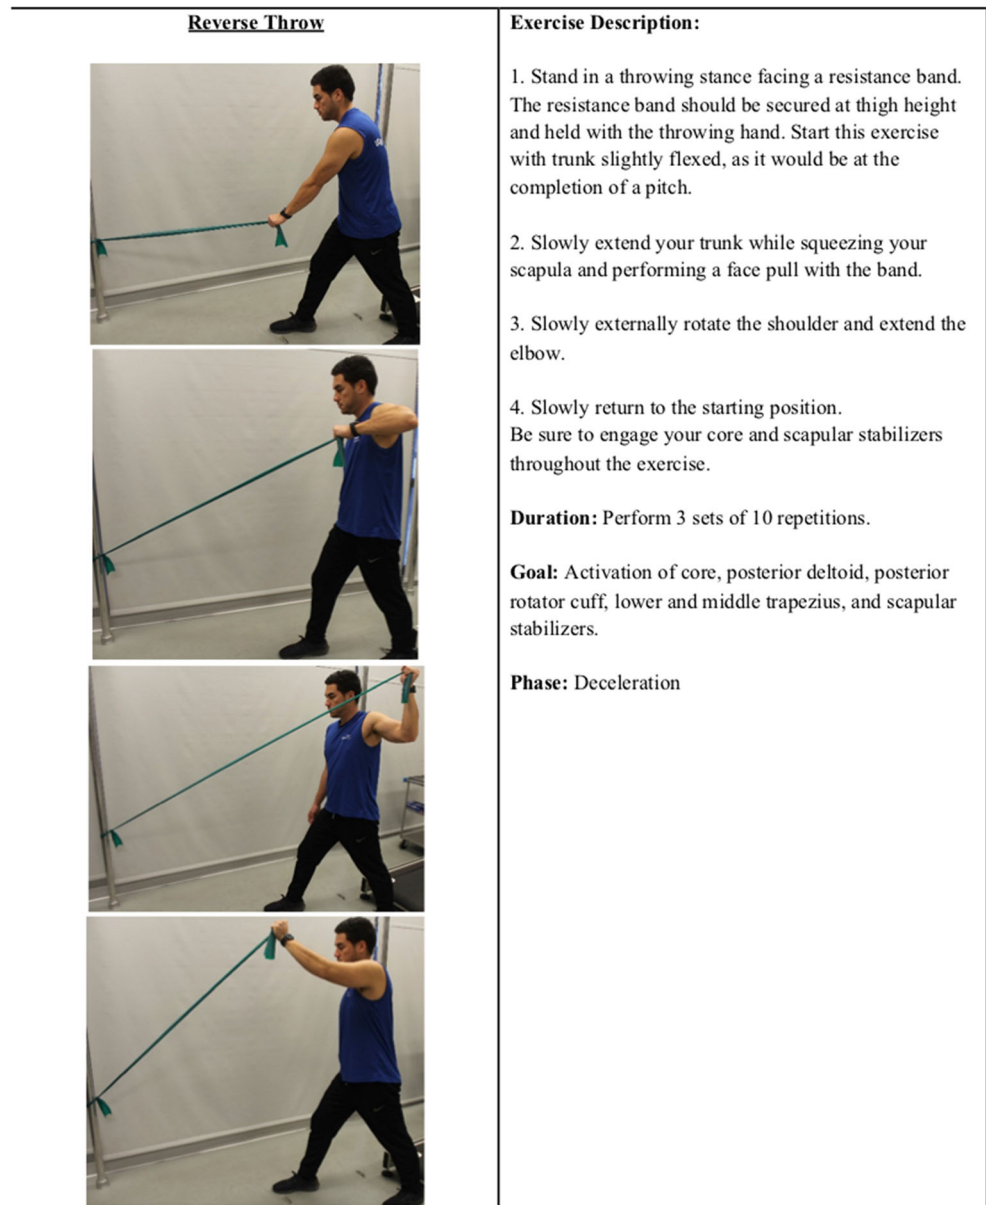 Reverse Throw
Exercise Description:
1. Stand in a throwing stance facing a resistance band.
The resistance band should be secured at thigh height
and held with the throwing hand. Start this exercise
with trunk slightly flexed, as it would be at the
completion of a pitch.
2. Slowly extend your trunk while squeezing your
scapula and performing a face pull with the band.
3. Slowly externally rotate the shoulder and extend the
elbow.
4. Slowly return to the starting position.
Be sure to engage your core and scapular stabilizers
throughout the exercise.
Duration: Perform 3 sets of 10 repetitions.
Goal: Activation of core, posterior deltoid, posterior
rotator cuff, lower and middle trapezius, and scapular
stabilizers.
Phase: Deceleration